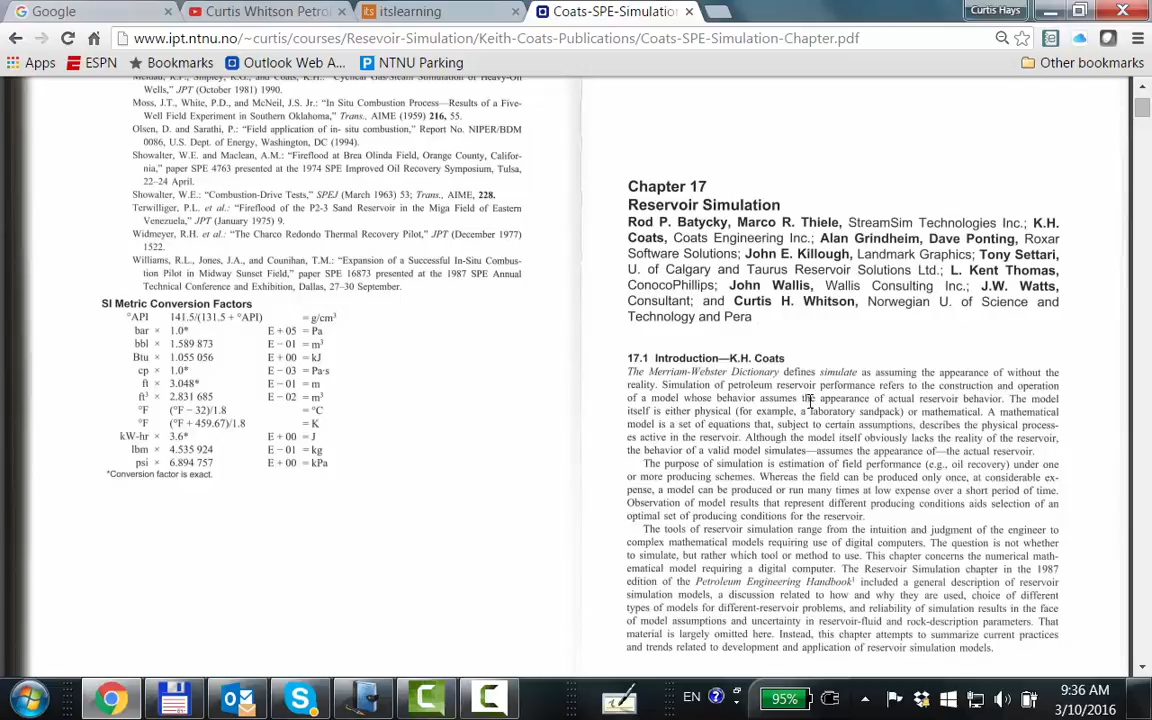 Google
Curtis Whitson Petro
itslearning
Coats-SPE-Simulation
Curtis Hays
www.ipt.ntnu.no/~curtis/courses/Resevoir-Simulation/Keith-Coats-Publications/Coats-SPE-Simulation-Chapter.pdf
Apps
ESPN
Bookmarks
Outlook Web A...
NTNU Parking
Other bookmarks
Wells," JPT (October 1981) 1990.
Moss, J.T., White, P.D., and McNeil, J.S. Jr.: "In Situ Combustion Process—Results of a Five-
Well Field Experiment in Southern Oklahoma," Trans., AIME (1959) 216, 55.
Olsen, D. and Sarathi, P.: "Field application of in- situ combustion," Report No. NIPER/BDM
0086, U.S. Dept. of Energy, Washington, DC (1994).
Showalter, W.E. and Maclean, A.M.: "Fireflood at Brea Olinda Field, Orange County, Califor-
nia," paper SPE 4763 presented at the 1974 SPE Improved Oil Recovery Symposium, Tulsa,
22–24 April.
Showalter, W.E.: "Combustion-Drive Tests," SPEJ (March 1963) 53; Trans., AIME, 228.
Terwiliger, P.L. et al.: "Fireflood of the P2-3 Sand Reservoir in the Miga Field of Eastern
Venezuela," JPT (January 1975) 9.
Widmeyer, R.H. et al.: "The Charco Redondo Thermal Recovery Pilot," JPT (December 1977)
1522.
Williams, R.L., Jones, J.A., and Counihan, T.M.: "Expansion of a Successful In-Situ Combus-
tion Pilot in Midway Sunset Field," paper SPE 16873 presented at the 1987 SPE Annual
Technical Conference and Exhibition, Dallas, 27–30 September.
SI Metric Conversion Factors
°API 141.5/(131.5 + °API) = g/cm³
bar × 1.0* E + 05 = Pa
bbl × 1.589 873 E – 01 = m³
Btu × 1.055 056 E + 00 = kJ
cp × 1.0* E – 03 = Pa·s
ft × 3.048* E – 01 = m
ft³ × 2.831 685 E – 02 = m³
°F (°F – 32)/1.8 = °C
°F (°F + 459.67)/1.8 = K
kW-hr × 3.6* E + 00 = J
lbm × 4.535 924 E – 01 = kg
psi × 6.894 757 E + 00 = kPa
*Conversion factor is exact.
Chapter 17
Reservoir Simulation
Rod P. Batycky, Marco R. Thiele, StreamSim Technologies Inc.; K.H.
Coats, Coats Engineering Inc.; Alan Grindheim, Dave Ponting, Roxar
Software Solutions; John E. Killough, Landmark Graphics; Tony Settari,
U. of Calgary and Taurus Reservoir Solutions Ltd.; L. Kent Thomas,
ConocoPhillips; John Wallis, Wallis Consulting Inc.; J.W. Watts,
Consultant; and Curtis H. Whitson, Norwegian U. of Science and
Technology and Pera
17.1 Introduction—K.H. Coats
The Merriam-Webster Dictionary defines simulate as assuming the appearance of without the
reality. Simulation of petroleum reservoir performance refers to the construction and operation
of a model whose behavior assumes the appearance of actual reservoir behavior. The model
itself is either physical (for example, a laboratory sandpack) or mathematical. A mathematical
model is a set of equations that, subject to certain assumptions, describes the physical process-
es active in the reservoir. Although the model itself obviously lacks the reality of the reservoir,
the behavior of a valid model simulates—assumes the appearance of—the actual reservoir.
The purpose of simulation is estimation of field performance (e.g., oil recovery) under one
or more producing schemes. Whereas the field can be produced only once, at considerable ex-
pense, a model can be produced or run many times at low expense over a short period of time.
Observation of model results that represent different producing conditions aids selection of an
optimal set of producing conditions for the reservoir.
The tools of reservoir simulation range from the intuition and judgment of the engineer to
complex mathematical models requiring use of digital computers. The question is not whether
to simulate, but rather which tool or method to use. This chapter concerns the numerical math-
ematical model requiring a digital computer. The Reservoir Simulation chapter in the 1987
edition of the Petroleum Engineering Handbook¹ included a general description of reservoir
simulation models, a discussion related to how and why they are used, choice of different
types of models for different-reservoir problems, and reliability of simulation results in the face
of model assumptions and uncertainty in reservoir-fluid and rock-description parameters. That
material is largely omitted here. Instead, this chapter attempts to summarize current practices
and trends related to development and application of reservoir simulation models.
EN
95%
9:36 AM
3/10/2016